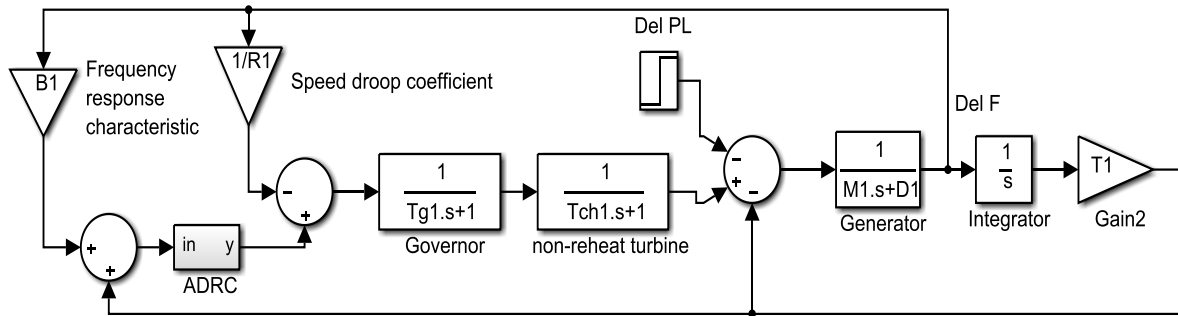 Del PL
B1
Frequency
response
characteristic
1/R1
Speed droop coefficient
Del F
−
+
−
1
M1.s+D1
Generator
1
s
Integrator
T1
Gain2
−
+
1
Tg1.s+1
Governor
1
Tch1.s+1
non-reheat turbine
+
+
in
y
ADRC